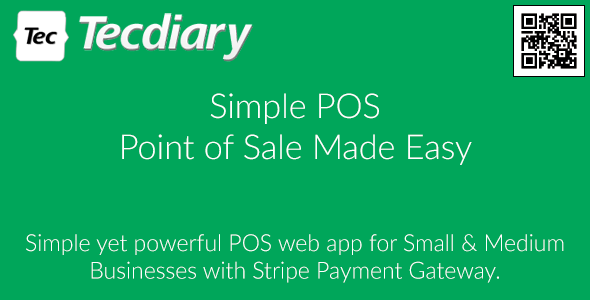 Tec Tecdiary
Simple POS
Point of Sale Made Easy
Simple yet powerful POS web app for Small & Medium
Businesses with Stripe Payment Gateway.